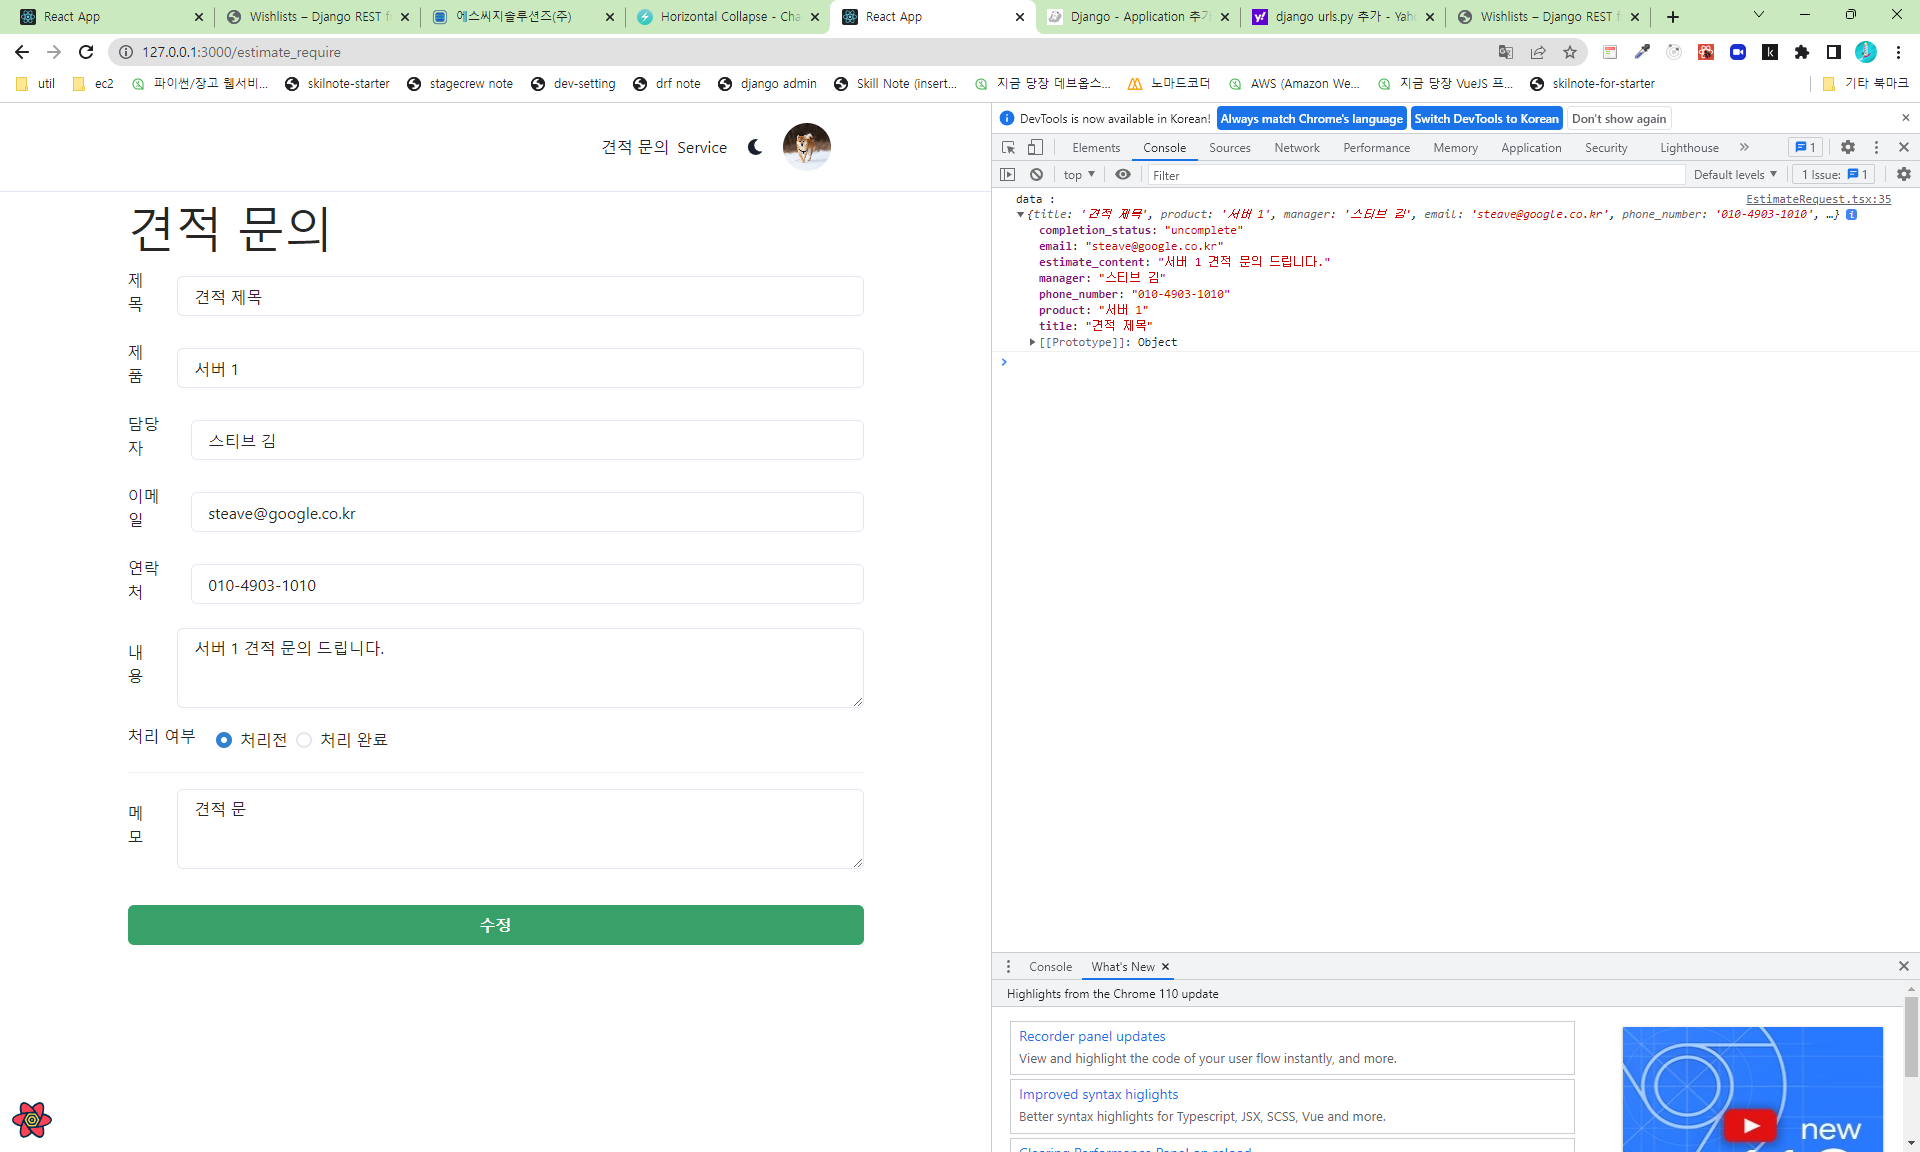 React App
Wishlists – Django REST f
에스씨지솔루션즈(주)
Horizontal Collapse - Cha
React App
Django - Application 추가
django urls.py 추가 - Yah
Wishlists – Django REST f
127.0.0.1:3000/estimate_require
util
ec2
파이썬/장고 웹서비...
skilnote-starter
stagecrew note
dev-setting
drf note
django admin
Skill Note (insert...
지금 당장 데브옵스...
노마드코더
AWS (Amazon We...
지금 당장 VueJS 프...
skilnote-for-starter
기타 북마크
견적 문의 Service
견적 문의
제
목
견적 제목
제
품
서버 1
담당
자
스티브 김
이메
일
steave@google.co.kr
연락
처
010-4903-1010
내
용
서버 1 견적 문의 드립니다.
처리 여부 처리전 처리 완료
메
모
견적 문
수정
DevTools is now available in Korean! Always match Chrome's language Switch DevTools to Korean Don't show again
Elements Console Sources Network Performance Memory Application Security Lighthouse 1
top Filter Default levels 1 Issue: 1
data : EstimateRequest.tsx:35
{title: '견적 제목', product: '서버 1', manager: '스티브 김', email: 'steave@google.co.kr', phone_number: '010-4903-1010', …}
completion_status: "uncomplete"
email: "steave@google.co.kr"
estimate_content: "서버 1 견적 문의 드립니다."
manager: "스티브 김"
phone_number: "010-4903-1010"
product: "서버 1"
title: "견적 제목"
[[Prototype]]: Object
Console What's New
Highlights from the Chrome 110 update
Recorder panel updates
View and highlight the code of your user flow instantly, and more.
Improved syntax higlights
Better syntax highlights for Typescript, JSX, SCSS, Vue and more.
new